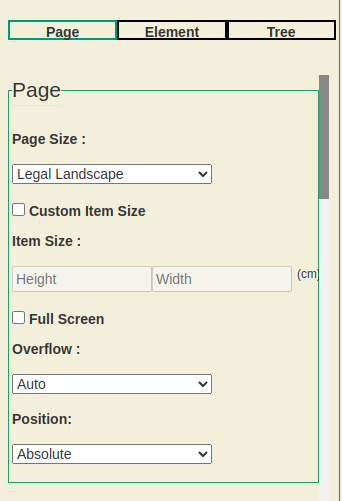 Page Element Tree
Page
Page Size :
Legal Landscape
Custom Item Size
Item Size :
Height Width (cm)
Full Screen
Overflow :
Auto
Position:
Absolute